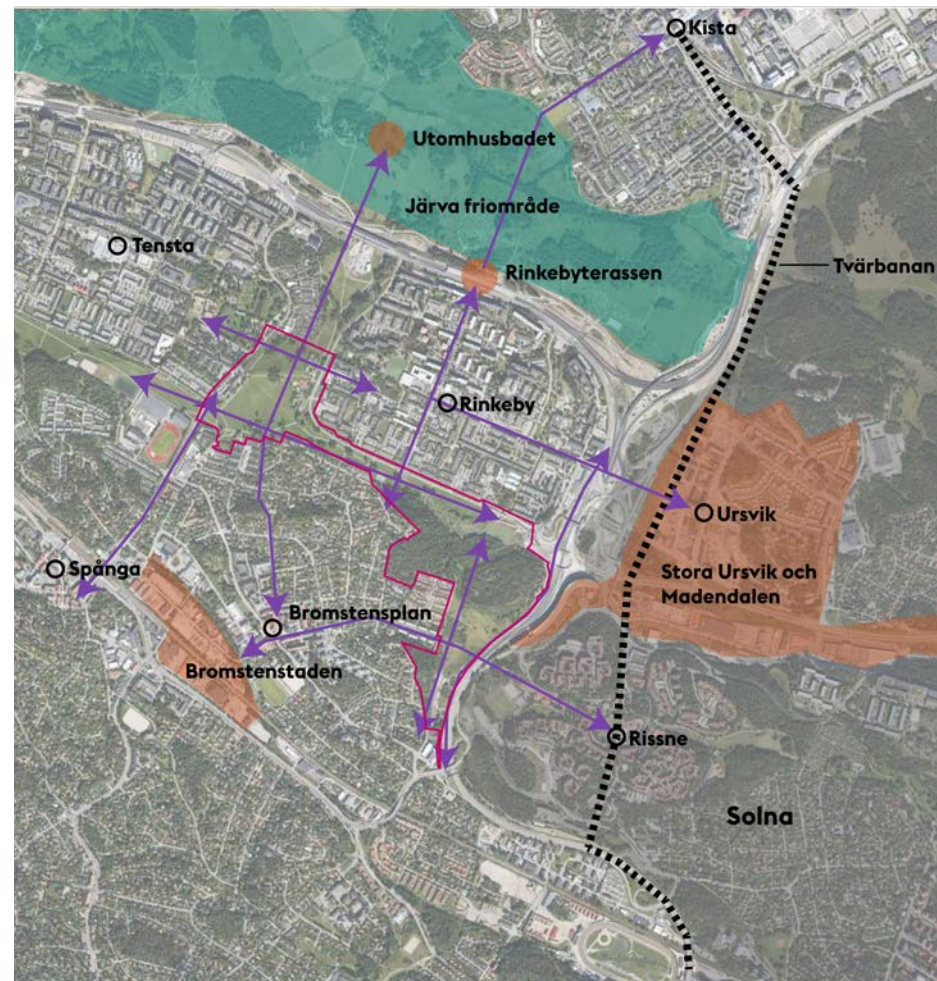 Kista
Utomhusbadet
Järva friområde
Tensta
Rinkebyterassen
Tvärbanan
Rinkeby
Ursvik
Spånga
Stora Ursvik och
Madendalen
Bromstensplan
Bromstenstaden
Rissne
Solna